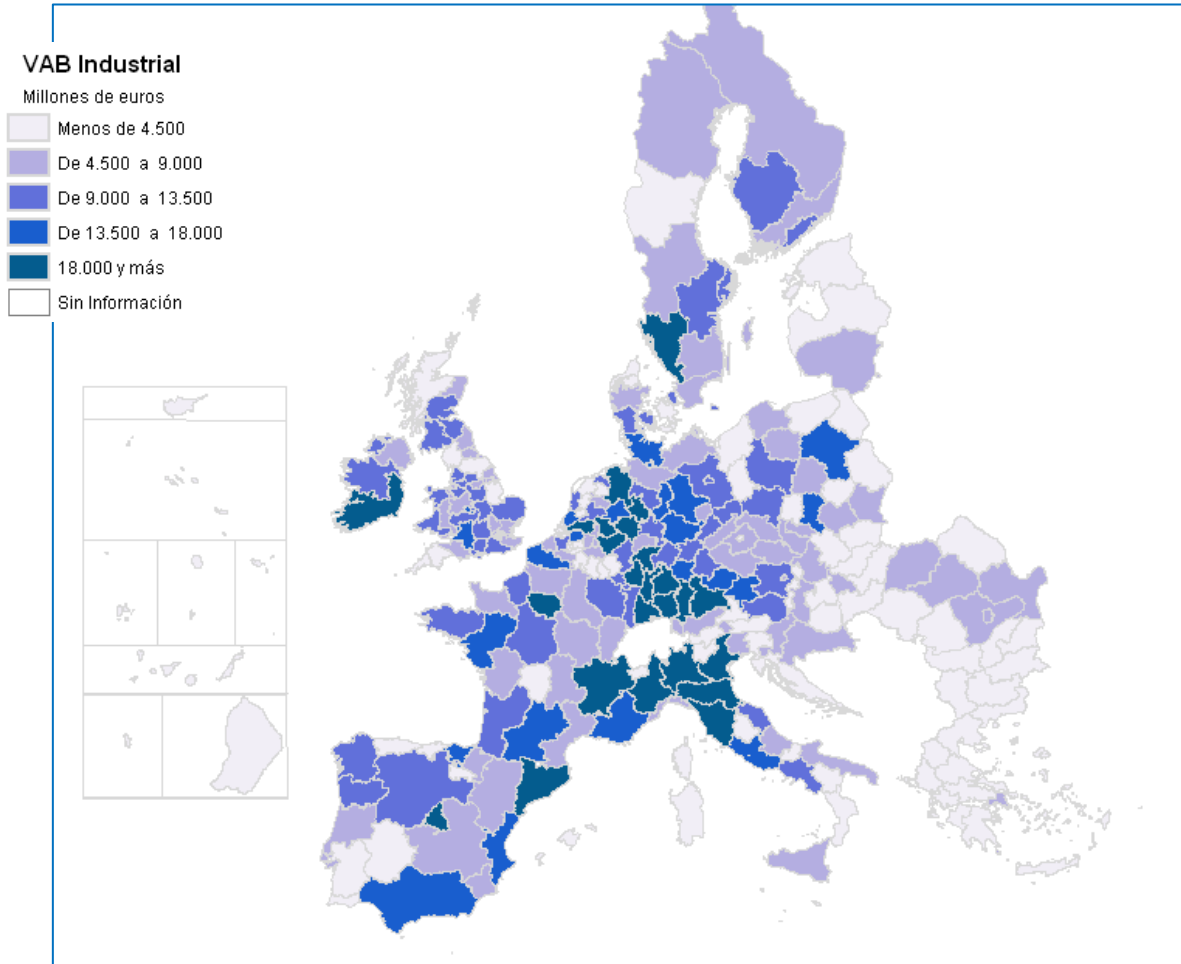 VAB Industrial
Millones de euros
Menos de 4.500
De 4.500 a 9.000
De 9.000 a 13.500
De 13.500 a 18.000
18.000 y más
Sin Información